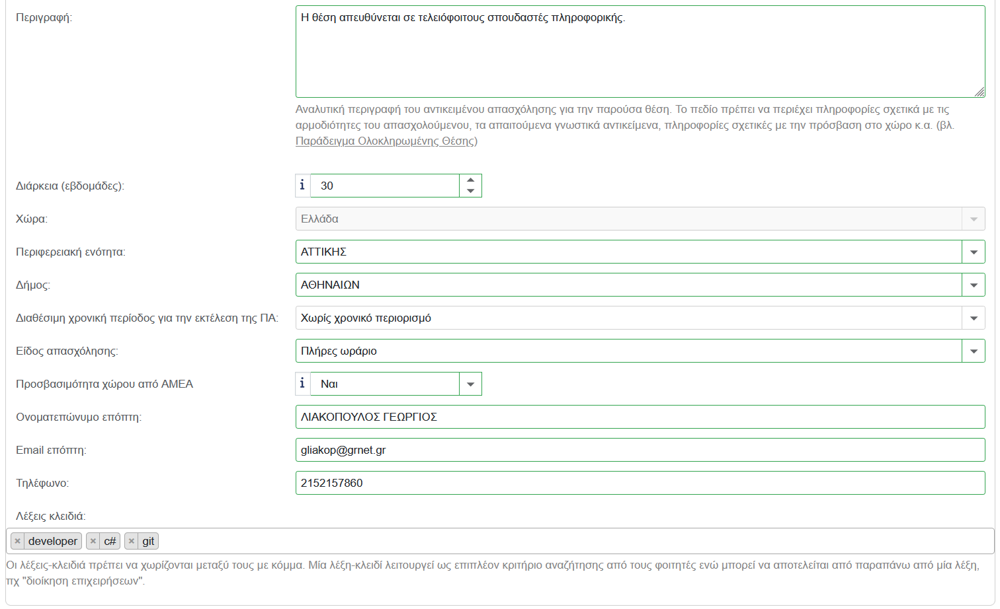 Περιγραφή:
Η θέση απευθύνεται σε τελειόφοιτους σπουδαστές πληροφορικής.
Αναλυτική περιγραφή του αντικειμένου απασχόλησης για την παρούσα θέση. Το πεδίο πρέπει να περιέχει πληροφορίες σχετικά με τις
αρμοδιότητες του απασχολούμενου, τα απαιτούμενα γνωστικά αντικείμενα, πληροφορίες σχετικές με την πρόσβαση στο χώρο κ.α. (βλ.
Παράδειγμα Ολοκληρωμένης Θέσης)
Διάρκεια (εβδομάδες):
i 30
Χώρα:
Ελλάδα
Περιφερειακή ενότητα:
ΑΤΤΙΚΗΣ
Δήμος:
ΑΘΗΝΑΙΩΝ
Διαθέσιμη χρονική περίοδος για την εκτέλεση της ΠΑ:
Χωρίς χρονικό περιορισμό
Είδος απασχόλησης:
Πλήρες ωράριο
Προσβασιμότητα χώρου από ΑΜΕΑ
i Ναι
Ονοματεπώνυμο επόπτη:
ΛΙΑΚΟΠΟΥΛΟΣ ΓΕΩΡΓΙΟΣ
Email επόπτη:
gliakop@grnet.gr
Τηλέφωνο:
2152157860
Λέξεις κλειδιά:
× developer × c# × git
Οι λέξεις-κλειδιά πρέπει να χωρίζονται μεταξύ τους με κόμμα. Μία λέξη-κλειδί λειτουργεί ως επιπλέον κριτήριο αναζήτησης από τους φοιτητές ενώ μπορεί να αποτελείται από παραπάνω από μία λέξη,
πχ "διοίκηση επιχειρήσεων".